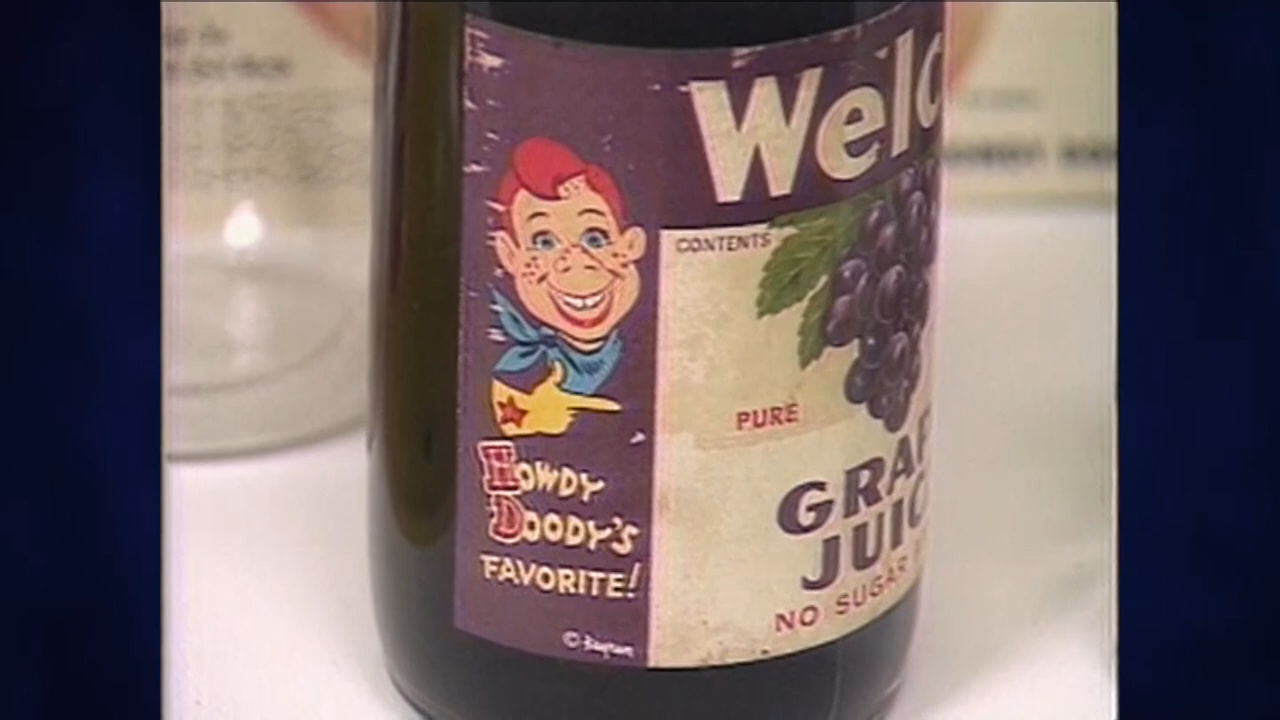 Welc
CONTENTS
PURE
GRAP
JUIC
NO SUGAR
HOWDY
DOODY'S
FAVORITE!
©